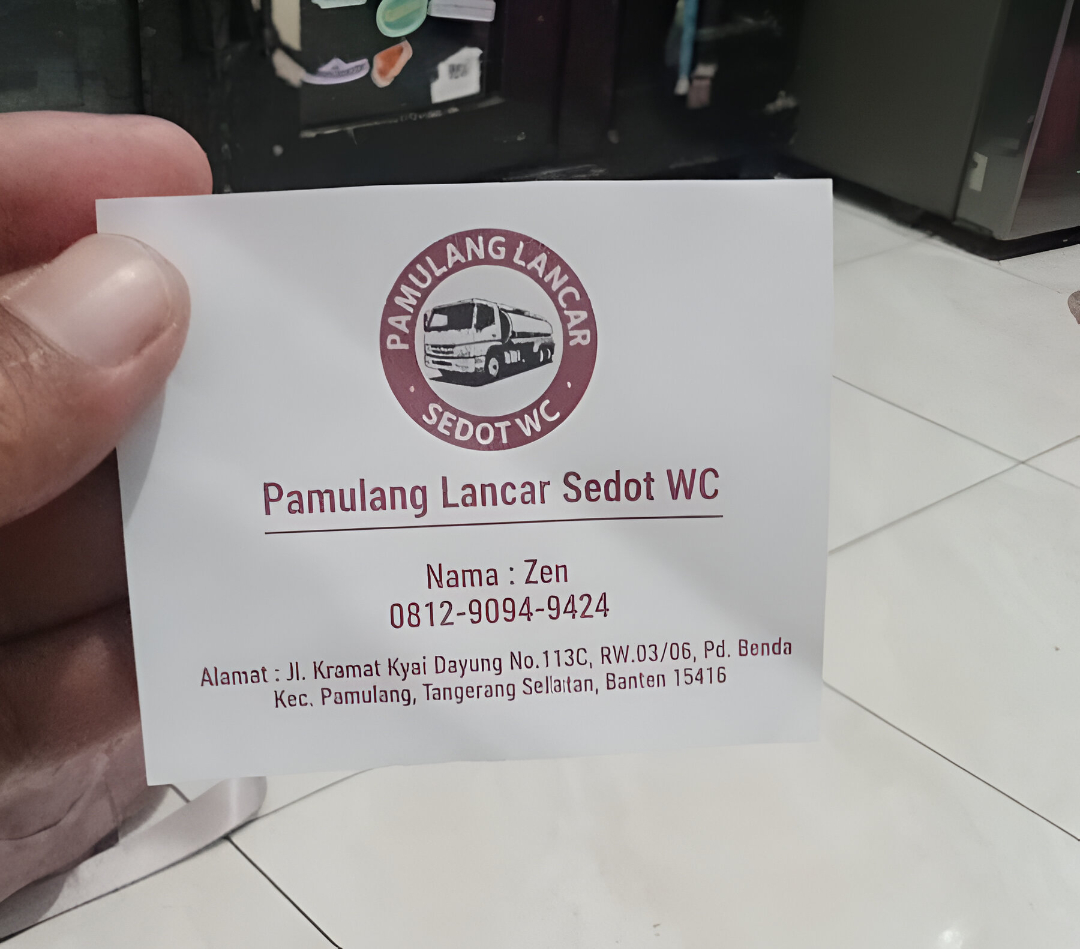 PAMULANG LANCAR
SEDOT WC
Pamulang Lancar Sedot WC
Nama : Zen
0812-9094-9424
Alamat : Jl. Kramat Kyai Dayung No.113C, RW.03/06, Pd. Benda
Kec. Pamulang, Tangerang Sellaitan, Banten 15416